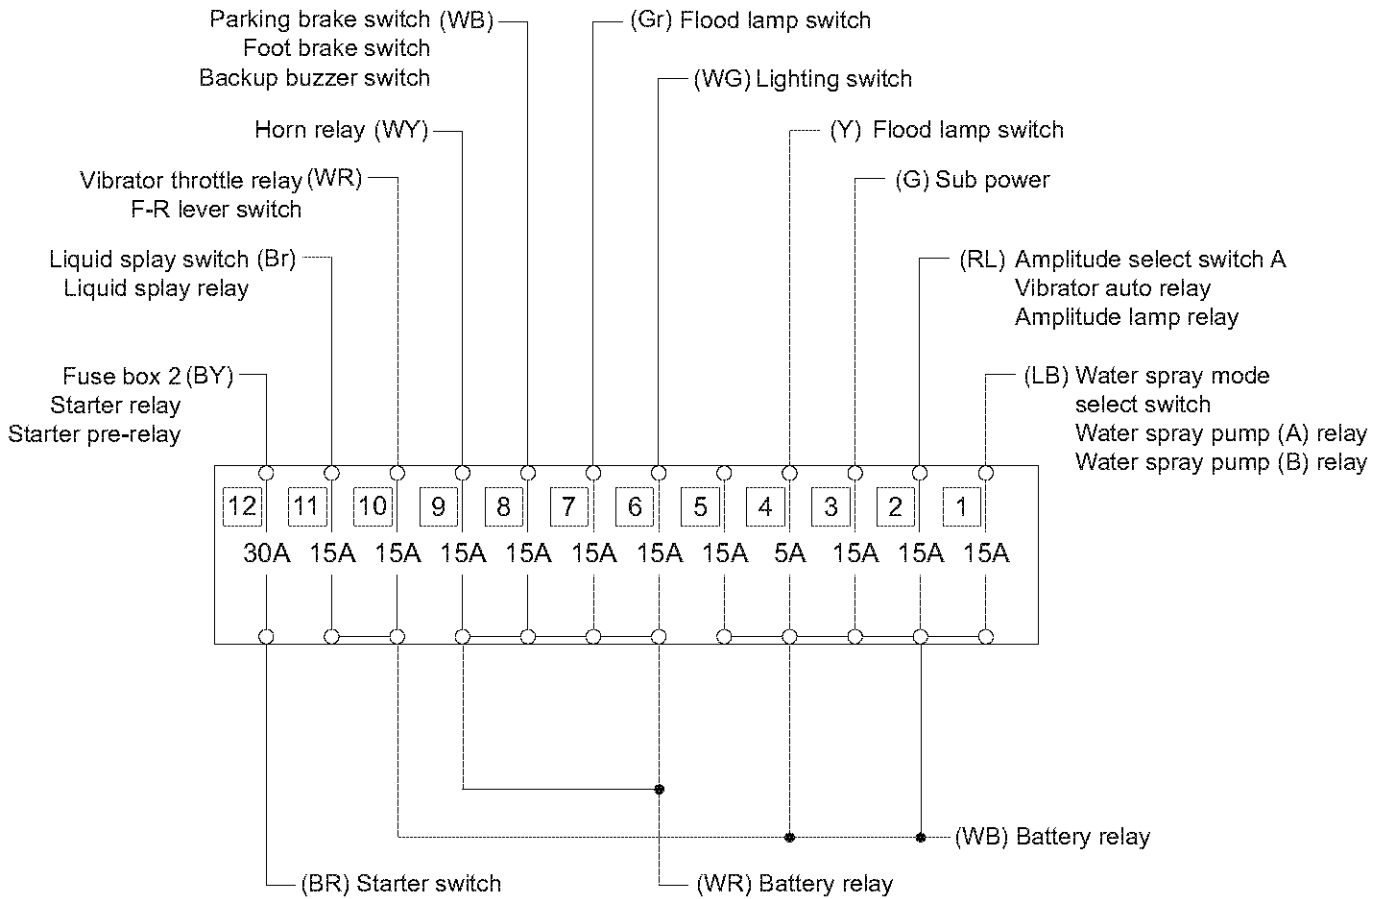 Parking brake switch (WB)
Foot brake switch
Backup buzzer switch
(Gr) Flood lamp switch
(WG) Lighting switch
Horn relay (WY)
(Y) Flood lamp switch
Vibrator throttle relay (WR)
F-R lever switch
(G) Sub power
Liquid splay switch (Br)
Liquid splay relay
(RL) Amplitude select switch A
Vibrator auto relay
Amplitude lamp relay
Fuse box 2 (BY)
Starter relay
Starter pre-relay
(LB) Water spray mode
select switch
Water spray pump (A) relay
Water spray pump (B) relay
12 11 10 9 8 7 6 5 4 3 2 1
30A 15A 15A 15A 15A 15A 15A 15A 5A 15A 15A 15A
(WB) Battery relay
(BR) Starter switch
(WR) Battery relay